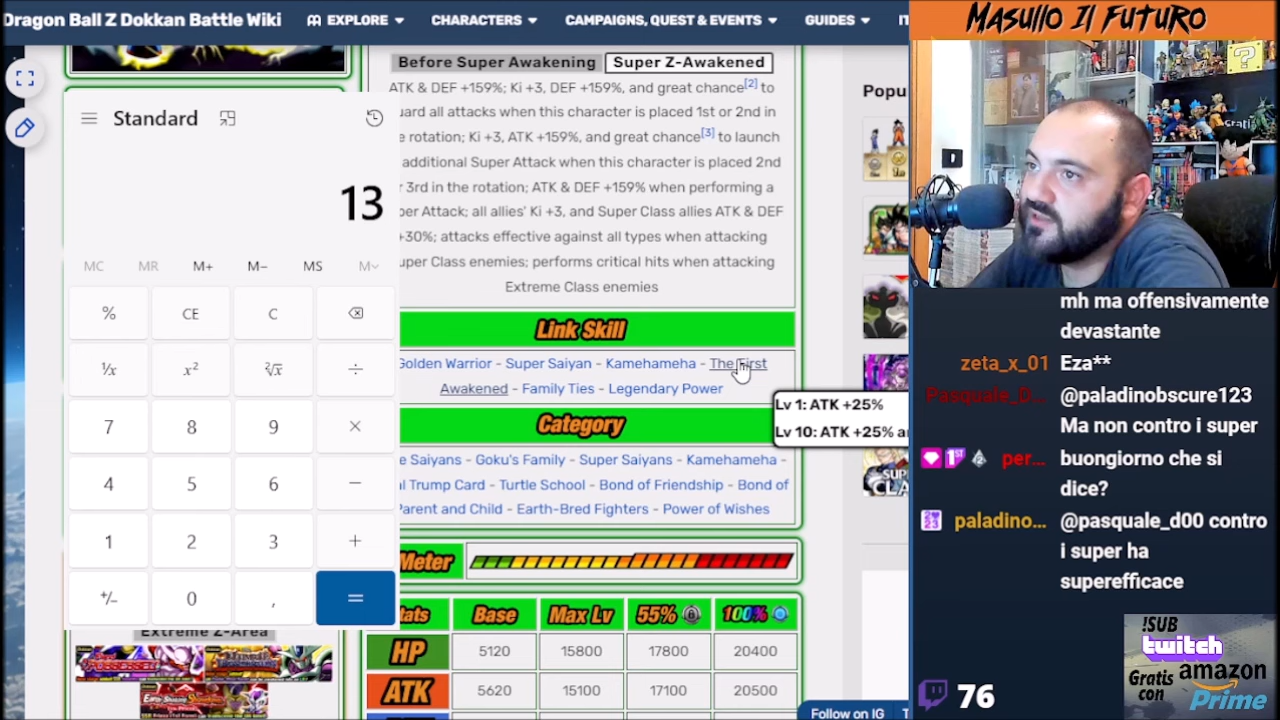 Dragon Ball Z Dokkan Battle Wiki
EXPLORE
CHARACTERS
CAMPAIGNS, QUEST & EVENTS
GUIDES
Before Super Awakening
Super Z-Awakened
ATK & DEF +159%; Ki +3, DEF +159%, and great chance[2] to
uard all attacks when this character is placed 1st or 2nd in
e rotation; Ki +3, ATK +159%, and great chance[3] to launch
additional Super Attack when this character is placed 2nd
r 3rd in the rotation; ATK & DEF +159% when performing a
per Attack; all allies' Ki +3, and Super Class allies ATK & DEF
+30%; attacks effective against all types when attacking
uper Class enemies; performs critical hits when attacking
Extreme Class enemies
Link Skill
Golden Warrior - Super Saiyan - Kamehameha - The First
Awakened - Family Ties - Legendary Power
Lv 1: ATK +25%
Lv 10: ATK +25% a
Category
e Saiyans - Goku's Family - Super Saiyans - Kamehameha -
l Trump Card - Turtle School - Bond of Friendship - Bond of
Parent and Child - Earth-Bred Fighters - Power of Wishes
Meter
tats
Base
Max Lv
55%
100%
HP
5120
15800
17800
20400
ATK
5620
15100
17100
20500
Standard
13
MC
MR
M+
M−
MS
M
%
CE
C
¹/x
x²
²√x
÷
7
8
9
×
4
5
6
−
1
2
3
+
+/−
0
,
=
Extreme Z-Area
Popu
Follow on IG
MASULLO IL FUTURO
mh ma offensivamente
devastante
zeta_x_01 Eza**
Pasquale_D... @paladinobscure123
Ma non contro i super
per... buongiorno che si
dice?
paladino... @pasquale_d00 contro
i super ha
superefficace
76
!SUB
twitch
Gratis
con
amazon
Prime